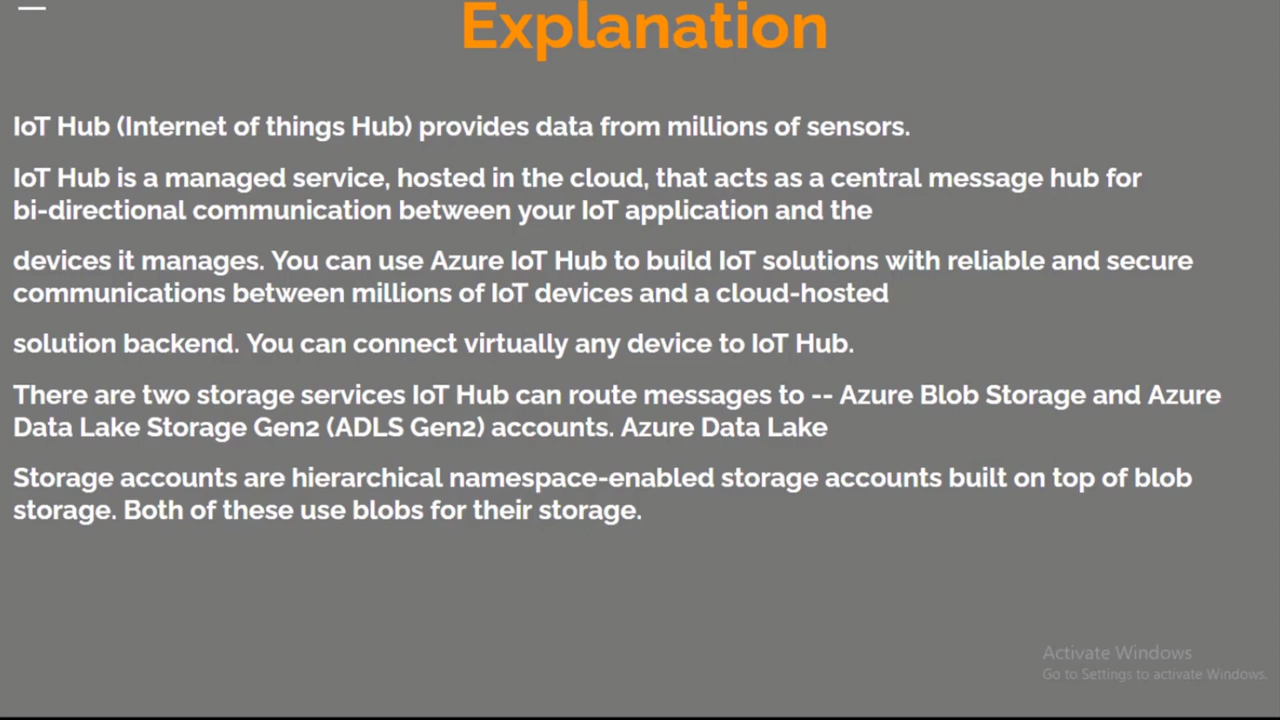 Explanation
IoT Hub (Internet of things Hub) provides data from millions of sensors.
IoT Hub is a managed service, hosted in the cloud, that acts as a central message hub for
bi-directional communication between your IoT application and the
devices it manages. You can use Azure IoT Hub to build IoT solutions with reliable and secure
communications between millions of IoT devices and a cloud-hosted
solution backend. You can connect virtually any device to IoT Hub.
There are two storage services IoT Hub can route messages to -- Azure Blob Storage and Azure
Data Lake Storage Gen2 (ADLS Gen2) accounts. Azure Data Lake
Storage accounts are hierarchical namespace-enabled storage accounts built on top of blob
storage. Both of these use blobs for their storage.
Activate Windows
Go to Settings to activate Windows.